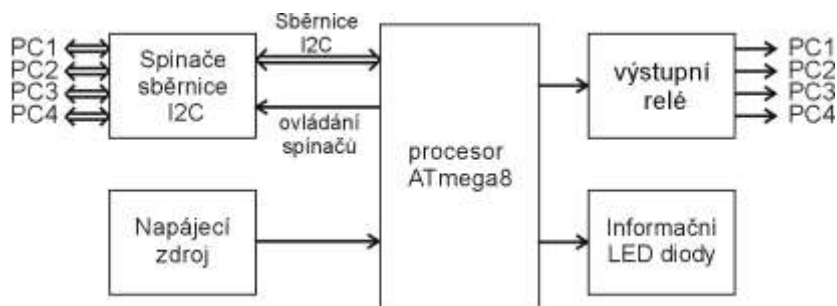 PC1
PC2
PC3
PC4
Spinače
sběrnice
I2C
Sběrnice
I2C
ovládání
spínačů
procesor
ATmega8
výstupní
relé
PC1
PC2
PC3
PC4
Napájecí
zdroj
Informační
LED diody